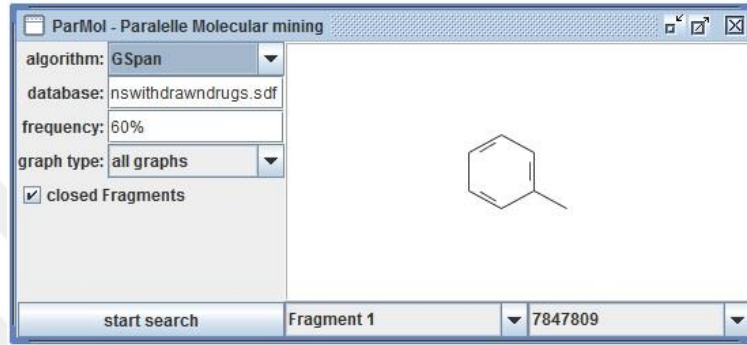 ParMol - Paralelle Molecular mining
algorithm: GSpan
database: nswithdrawndrugs.sdf
frequency: 60%
graph type: all graphs
closed Fragments
start search Fragment 1 7847809